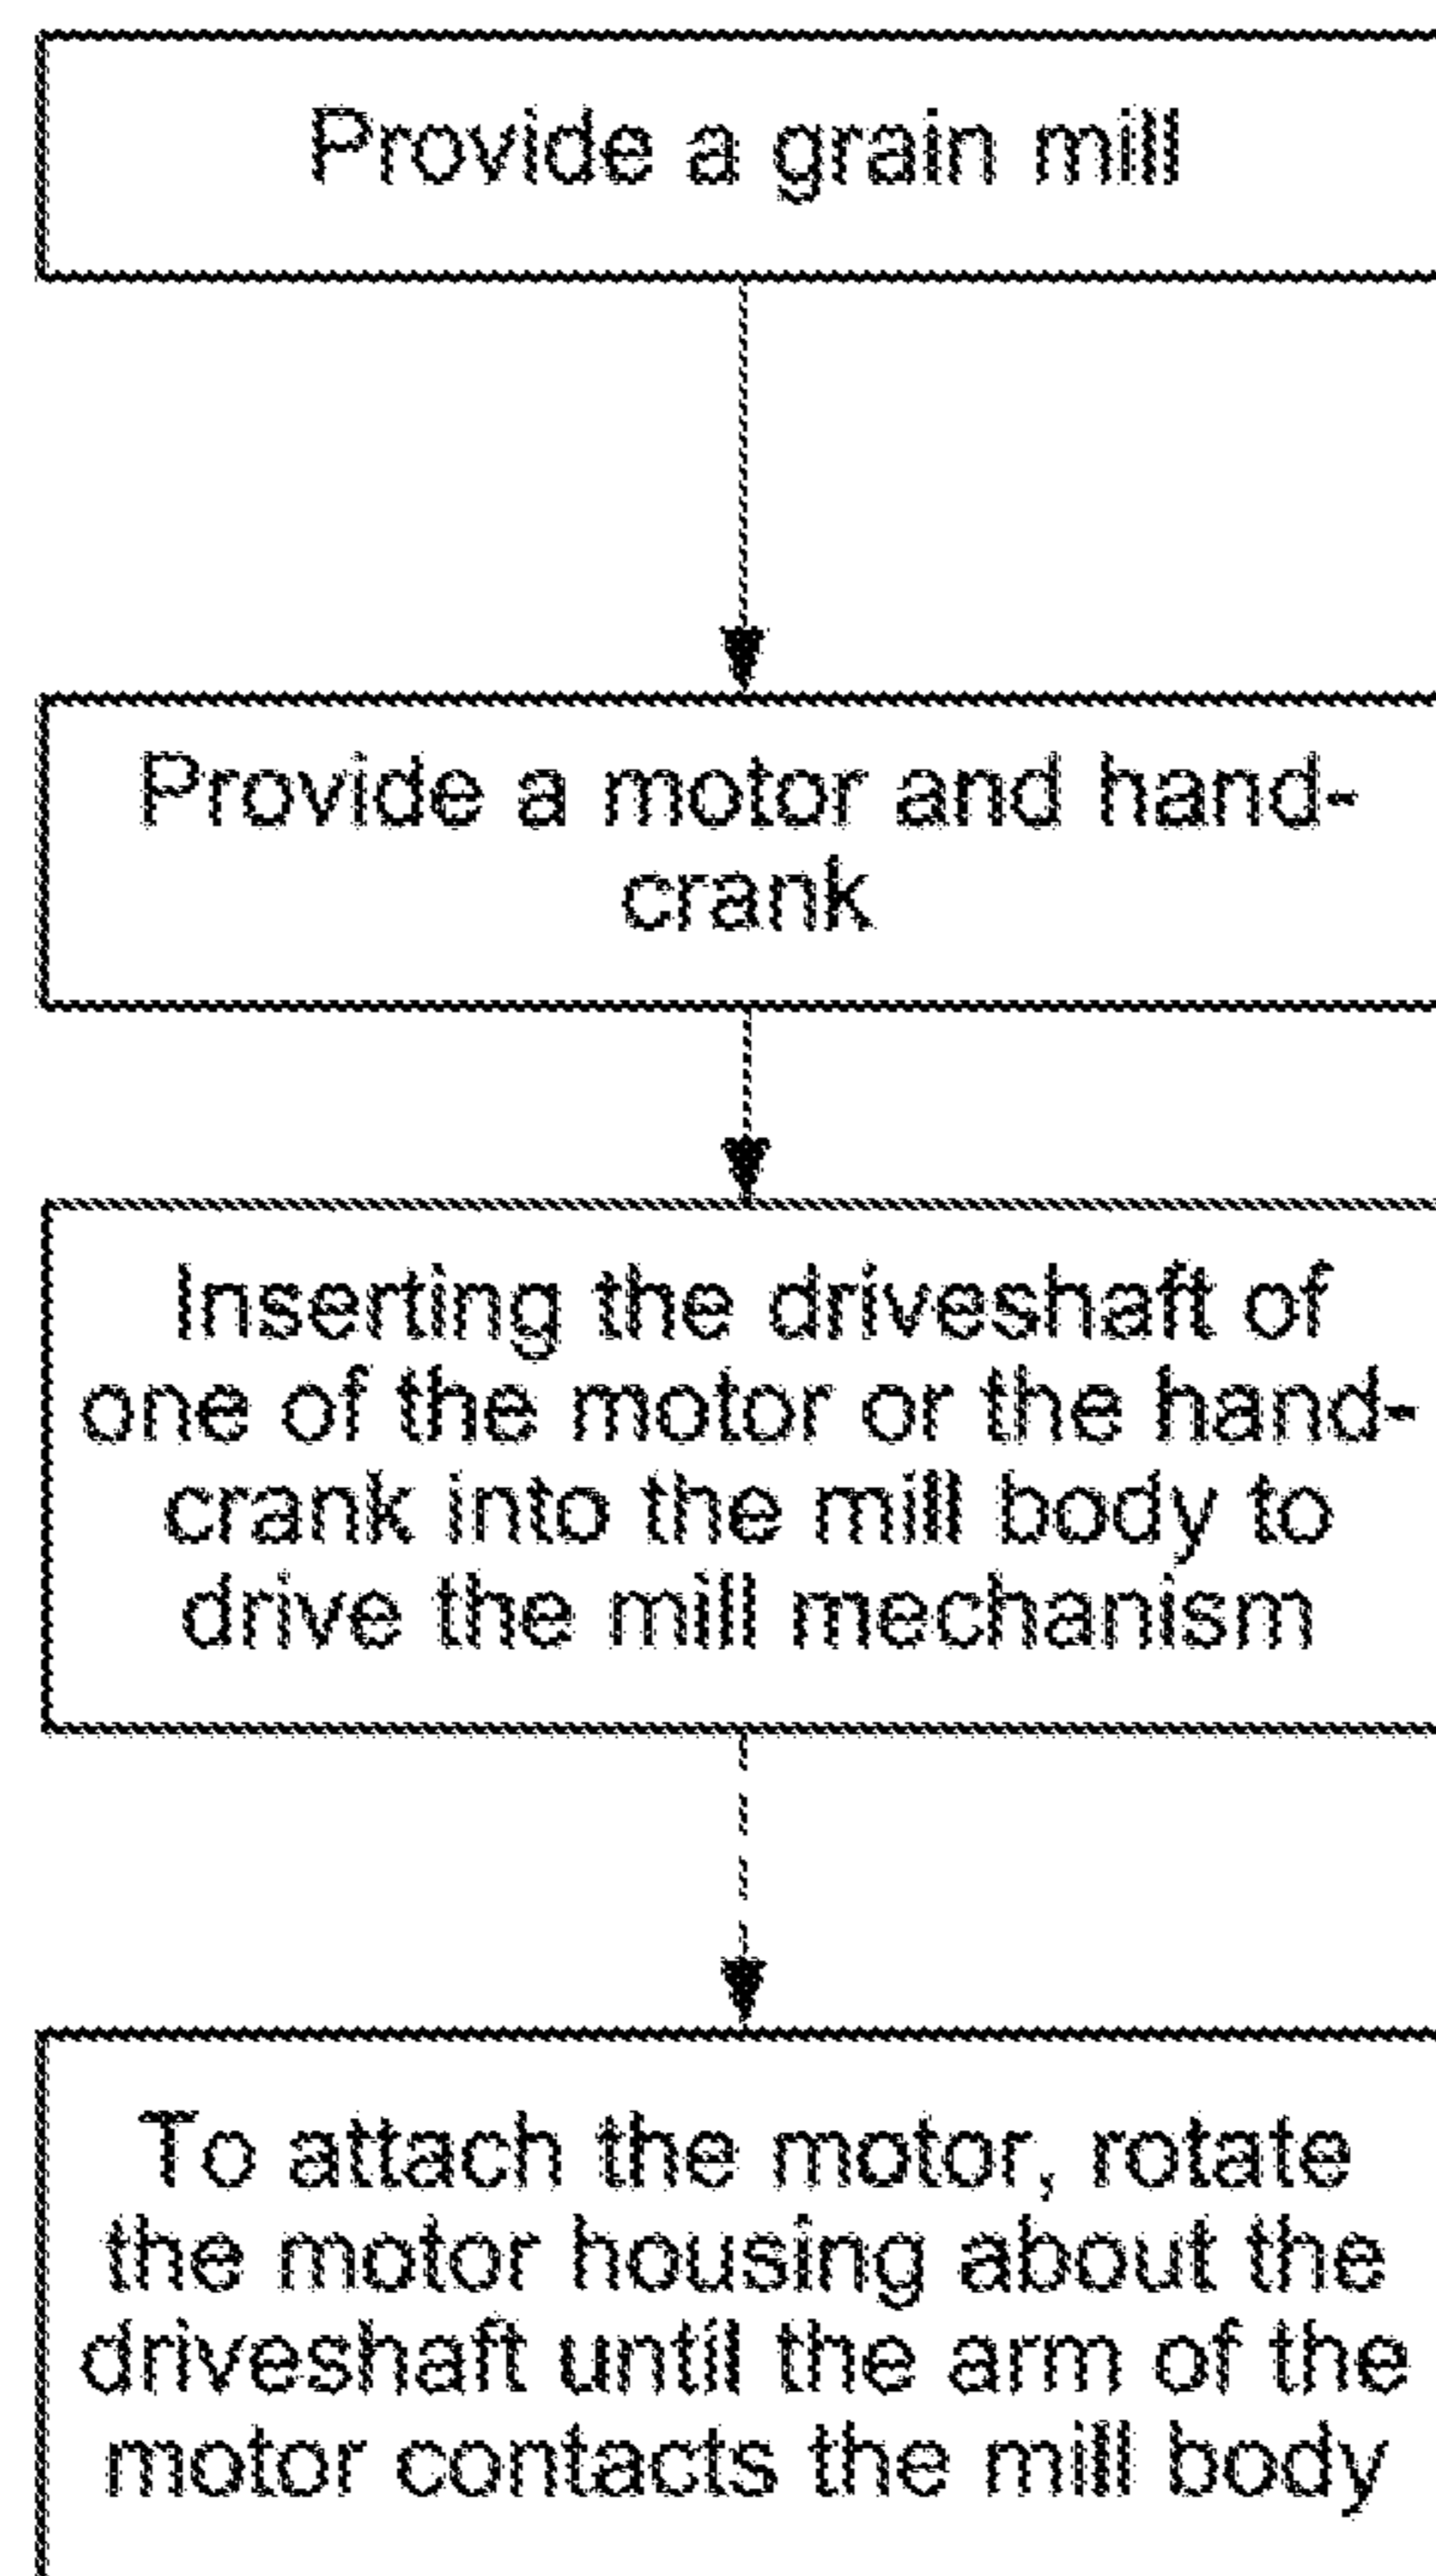 Provide a grain mill
Provide a motor and hand-
crank
Inserting the driveshaft of
one of the motor or the hand-
crank into the mill body to
drive the mill mechanism
To attach the motor, rotate
the motor housing about the
driveshaft until the arm of the
motor contacts the mill body